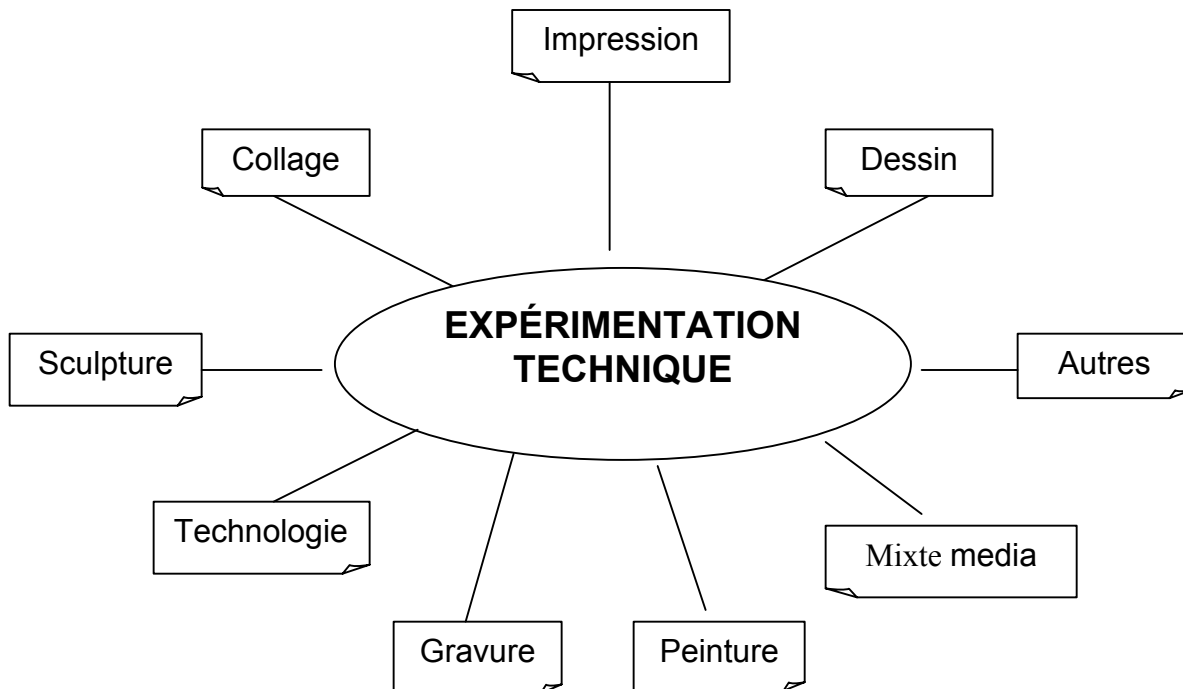 Impression
Collage
Dessin
EXPÉRIMENTATION
TECHNIQUE
Sculpture
Autres
Technologie
Mixte media
Gravure
Peinture